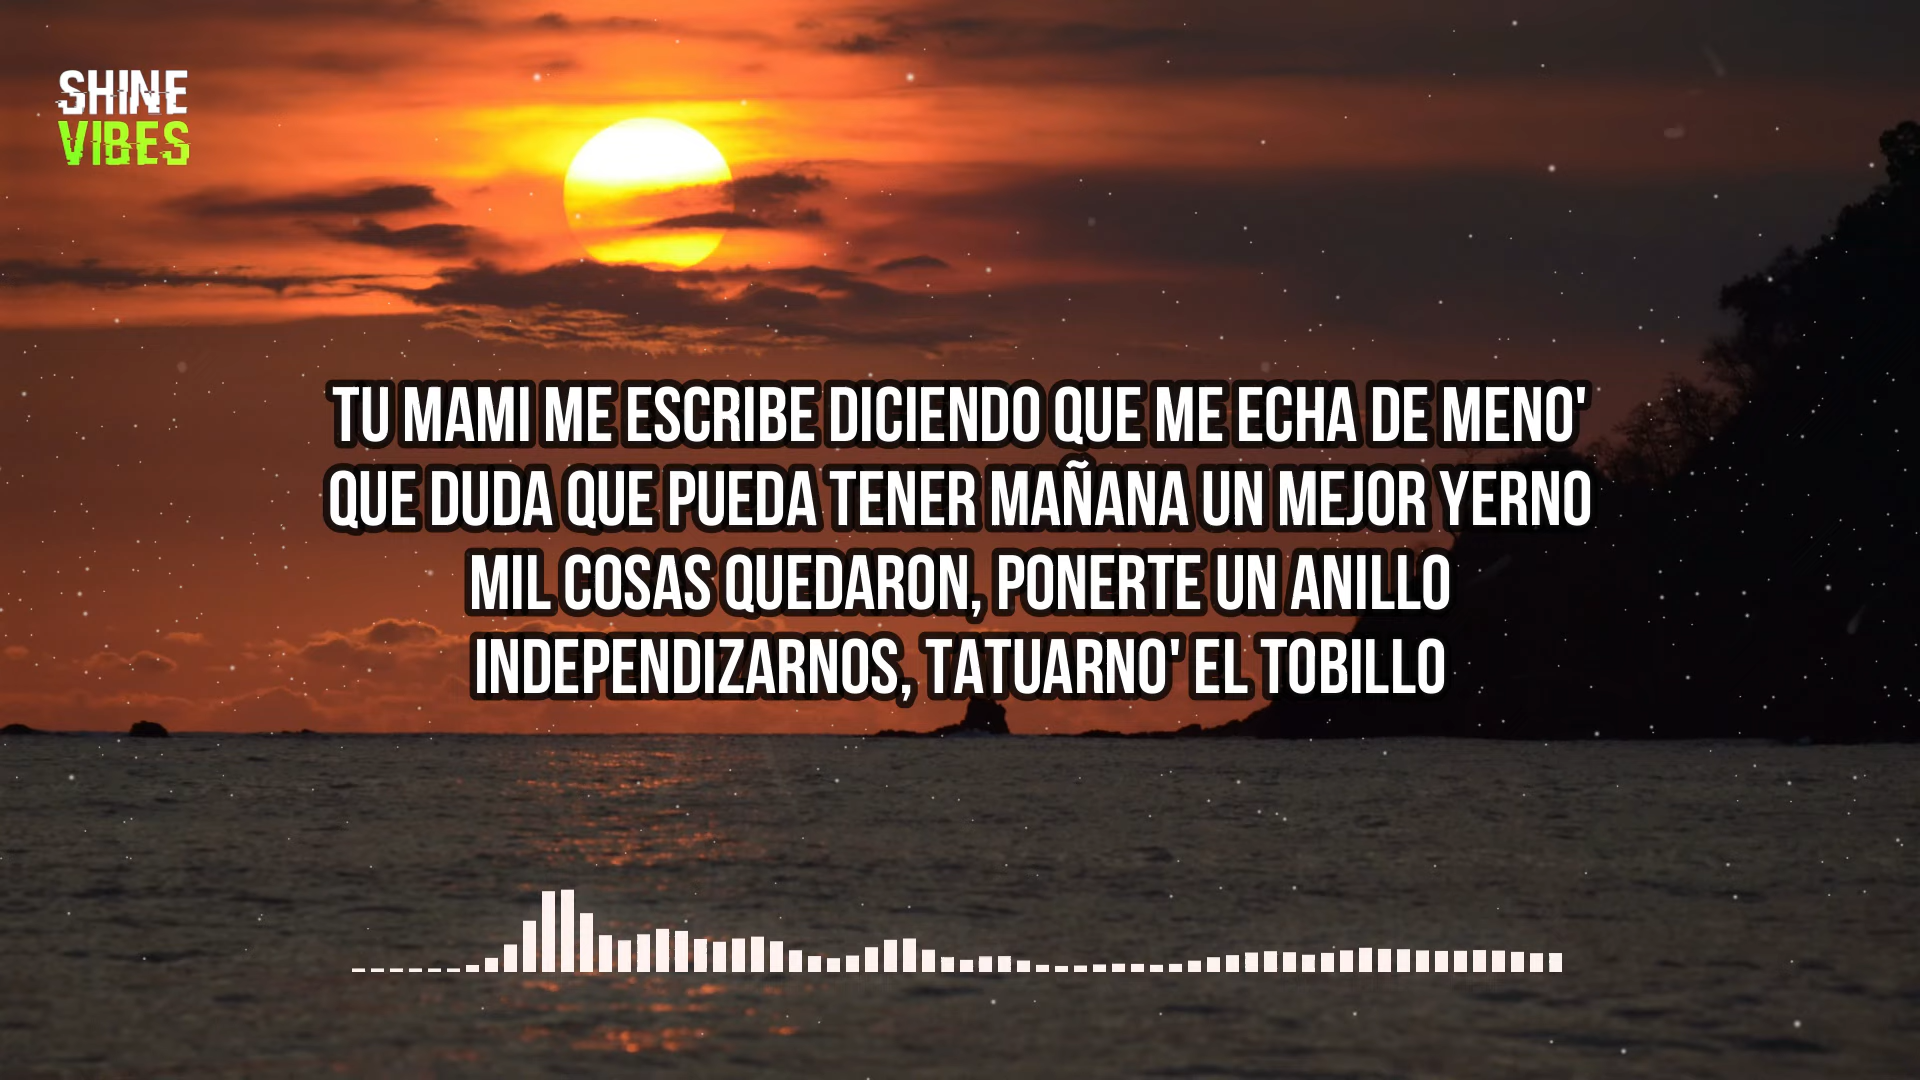 SHINE
VIBES
TU MAMI ME ESCRIBE DICIENDO QUE ME ECHA DE MENO'
QUE DUDA QUE PUEDA TENER MAÑANA UN MEJOR YERNO
MIL COSAS QUEDARON, PONERTE UN ANILLO
INDEPENDIZARNOS, TATUARNO' EL TOBILLO